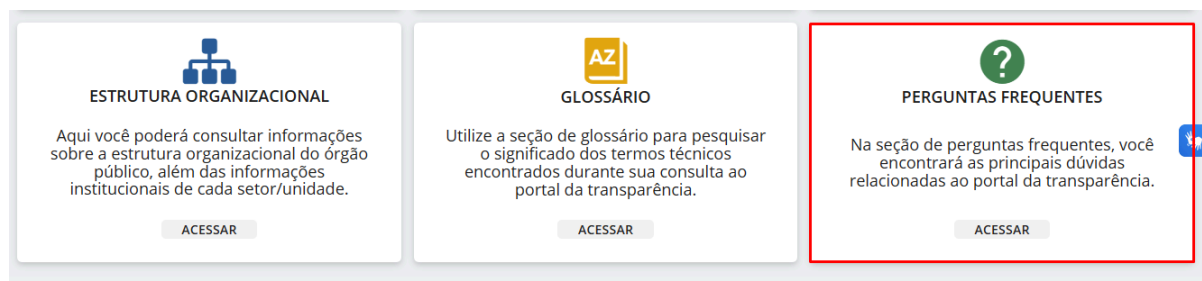 ESTRUTURA ORGANIZACIONAL
Aqui você poderá consultar informações
sobre a estrutura organizacional do órgão
público, além das informações
institucionais de cada setor/unidade.
ACESSAR
AZ
GLOSSÁRIO
Utilize a seção de glossário para pesquisar
o significado dos termos técnicos
encontrados durante sua consulta ao
portal da transparência.
ACESSAR
?
PERGUNTAS FREQUENTES
Na seção de perguntas frequentes, você
encontrará as principais dúvidas
relacionadas ao portal da transparência.
ACESSAR